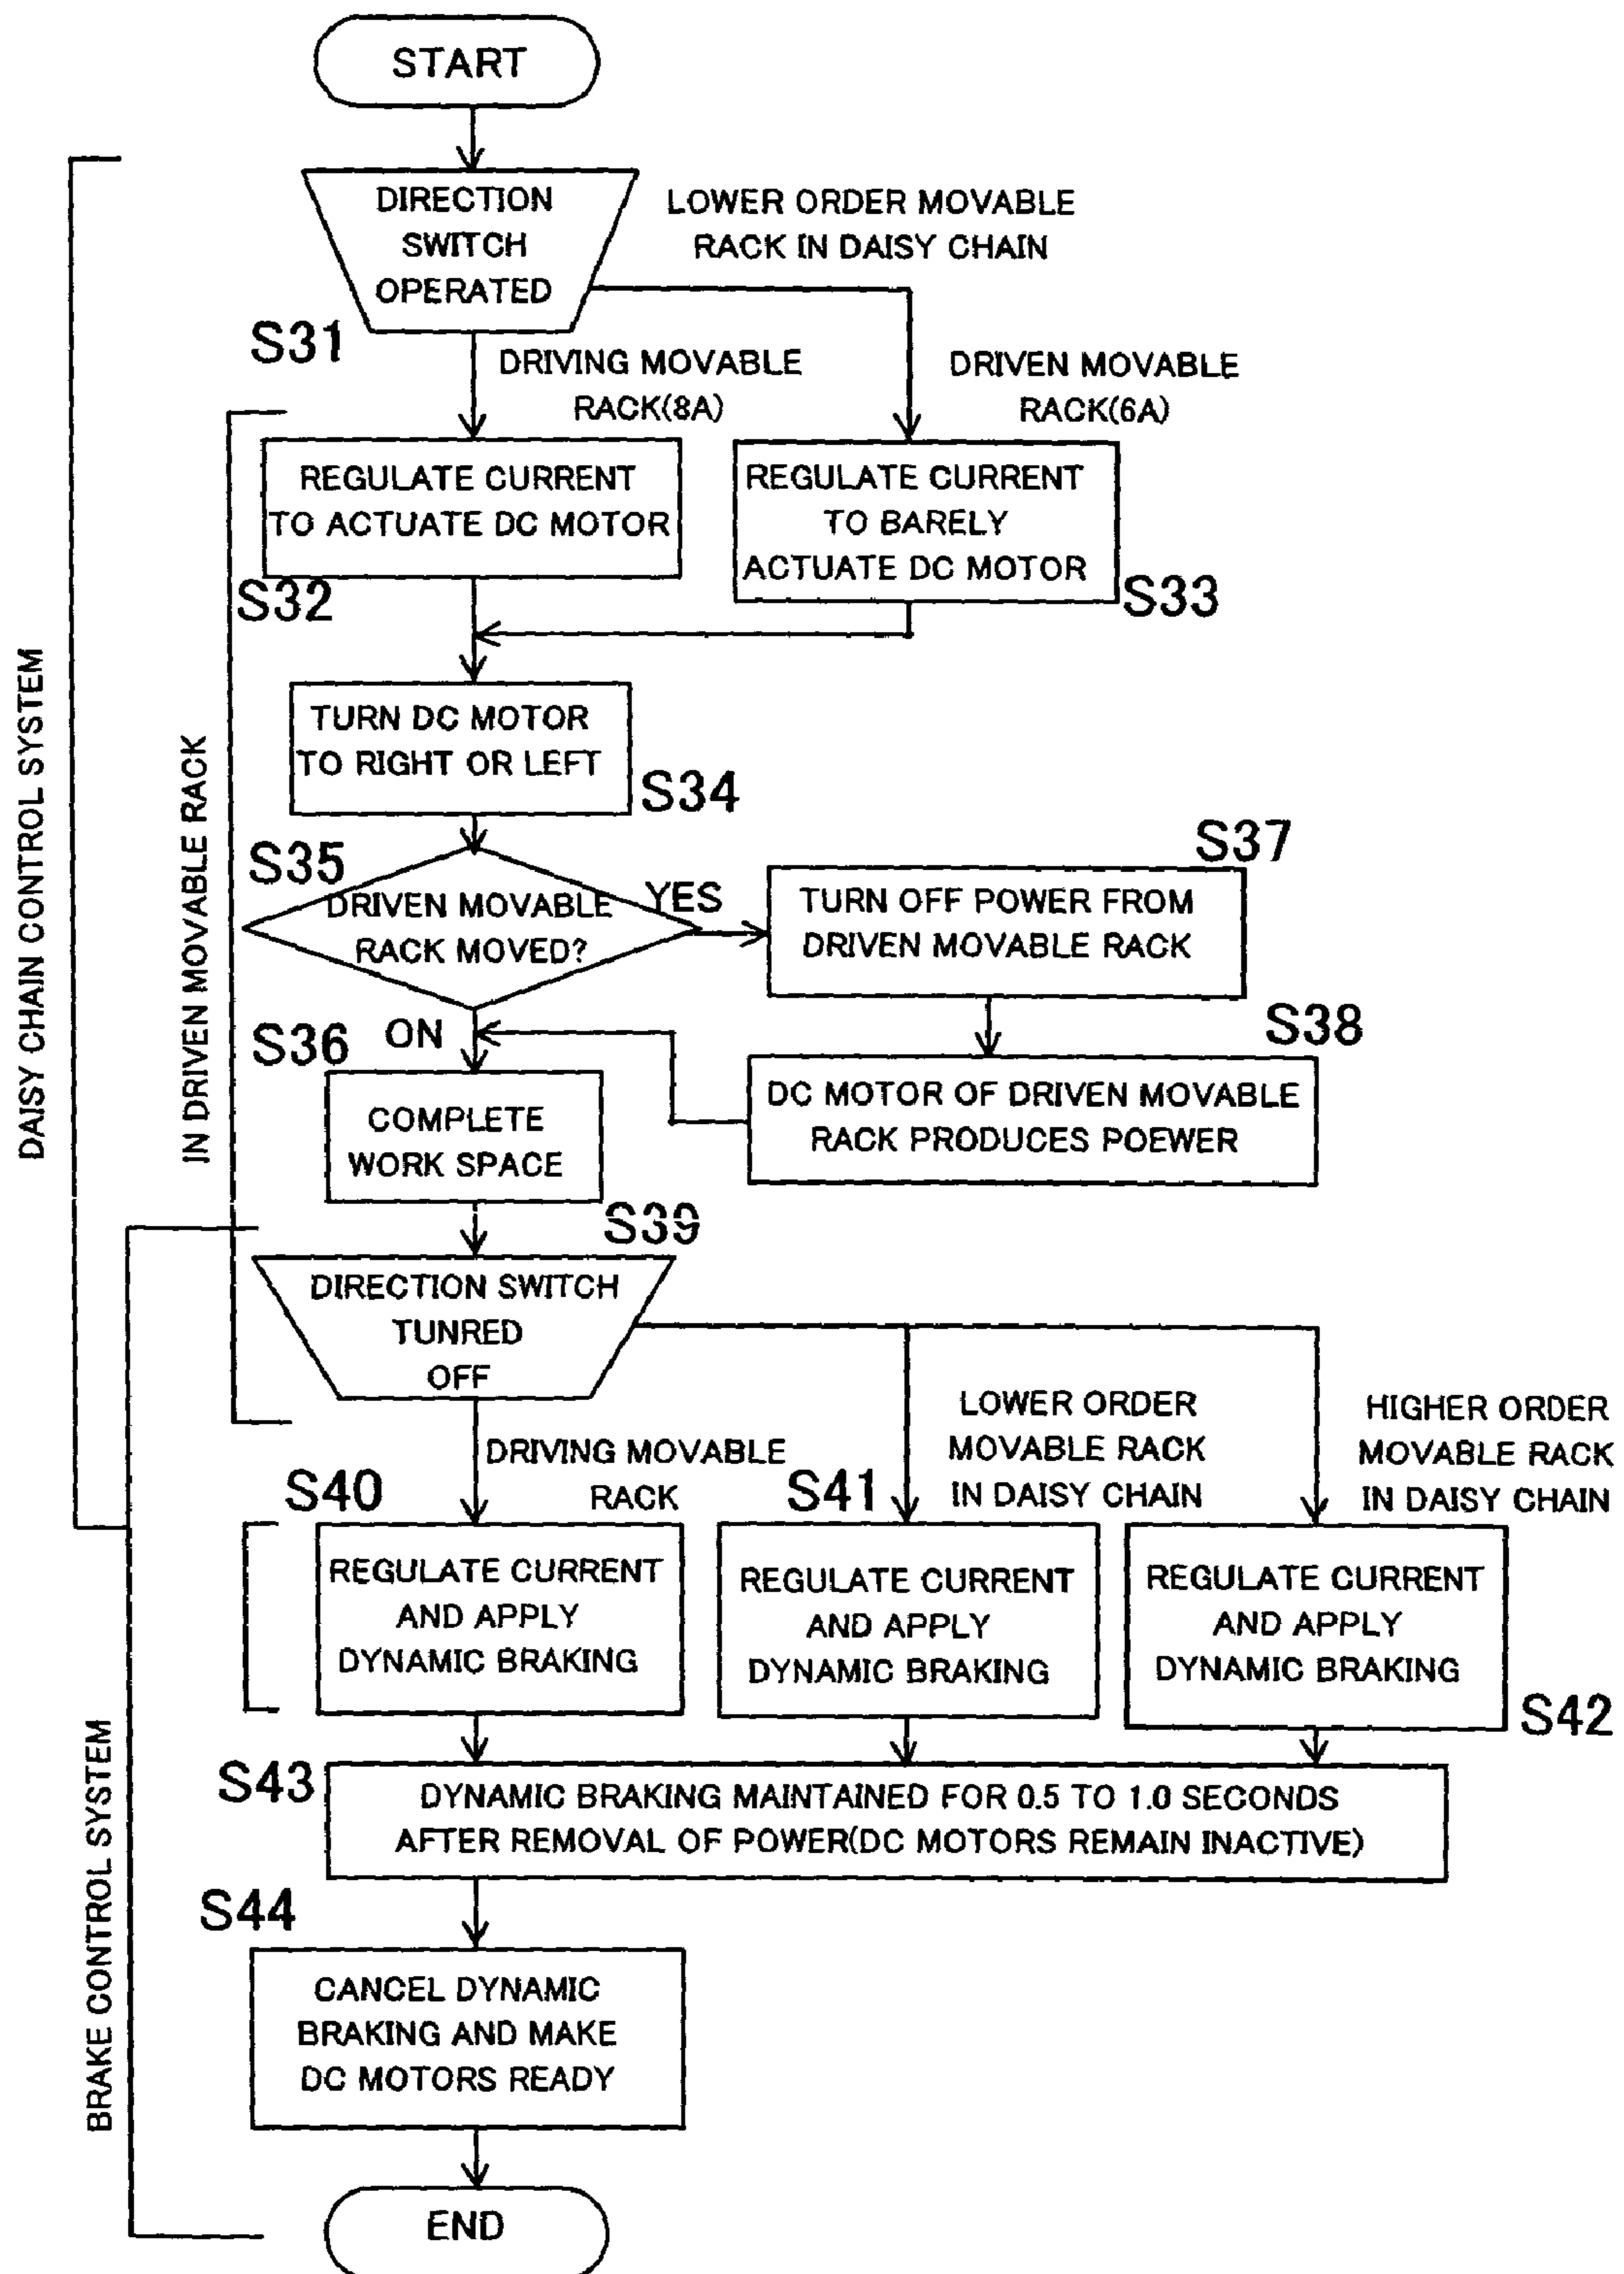 START
DIRECTION
SWITCH
OPERATED
S31
LOWER ORDER MOVABLE
RACK IN DAISY CHAIN
DRIVING MOVABLE
RACK(8A)
DRIVEN MOVABLE
RACK(6A)
REGULATE CURRENT
TO ACTUATE DC MOTOR
S32
REGULATE CURRENT
TO BARELY
ACTUATE DC MOTOR
S33
TURN DC MOTOR
TO RIGHT OR LEFT
S34
S35
DRIVEN MOVABLE
RACK MOVED?
YES
S37
TURN OFF POWER FROM
DRIVEN MOVABLE RACK
S38
DC MOTOR OF DRIVEN MOVABLE
RACK PRODUCES POEWER
ON
S36
COMPLETE
WORK SPACE
S39
DIRECTION SWITCH
TUNRED
OFF
DRIVING MOVABLE
RACK
LOWER ORDER
MOVABLE RACK
IN DAISY CHAIN
HIGHER ORDER
MOVABLE RACK
IN DAISY CHAIN
S40
REGULATE CURRENT
AND APPLY
DYNAMIC BRAKING
S41
REGULATE CURRENT
AND APPLY
DYNAMIC BRAKING
REGULATE CURRENT
AND APPLY
DYNAMIC BRAKING
S42
S43
DYNAMIC BRAKING MAINTAINED FOR 0.5 TO 1.0 SECONDS
AFTER REMOVAL OF POWER(DC MOTORS REMAIN INACTIVE)
S44
CANCEL DYNAMIC
BRAKING AND MAKE
DC MOTORS READY
END
DAISY CHAIN CONTROL SYSTEM
IN DRIVEN MOVABLE RACK
BRAKE CONTROL SYSTEM